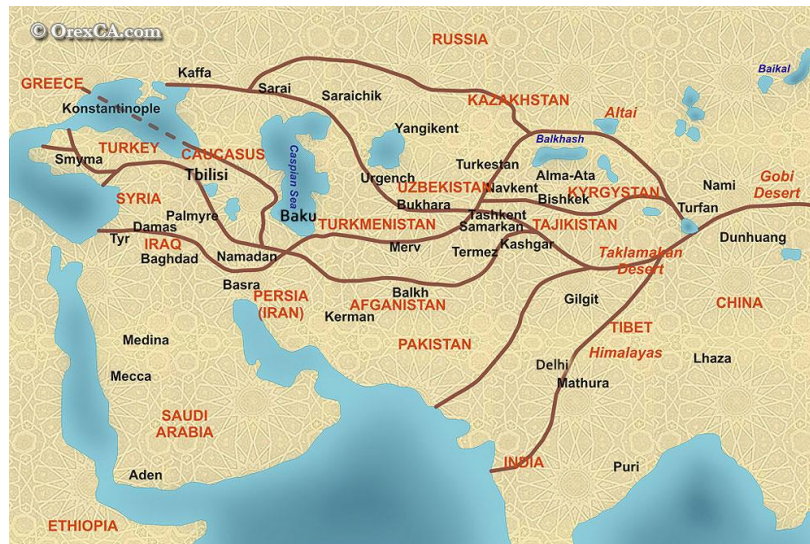 © OrexCA.com
RUSSIA
Baikal
Kaffa
GREECE
Sarai
Saraichik
KAZAKHSTAN
Konstaminople
Altai
Yangikent
Balkhash
TURKEY
CAUCASUS
Caspian Sea
Smyrna
Tbilisi
Turkestan
Alma-Ata
Gobi
Desert
Urgench
UZBEKISTAN
Navkent
KYRGYSTAN
Nami
SYRIA
Bukhara
Bishkek
Turfan
Palmyre
Baku
TURKMENISTAN
Tashkent
TAJIKISTAN
Damas
Samarkan
Tyr
IRAQ
Merv
Kashgar
Dunhuang
Baghdad
Namadan
Termez
Taklamakan
Desert
Basra
PERSIA
(IRAN)
Balkh
AFGANISTAN
Gilgit
CHINA
Kerman
TIBET
Medina
PAKISTAN
Himalayas
Lhaza
Delhi
Mecca
Mathura
SAUDI
ARABIA
INDIA
Puri
Aden
ETHIOPIA